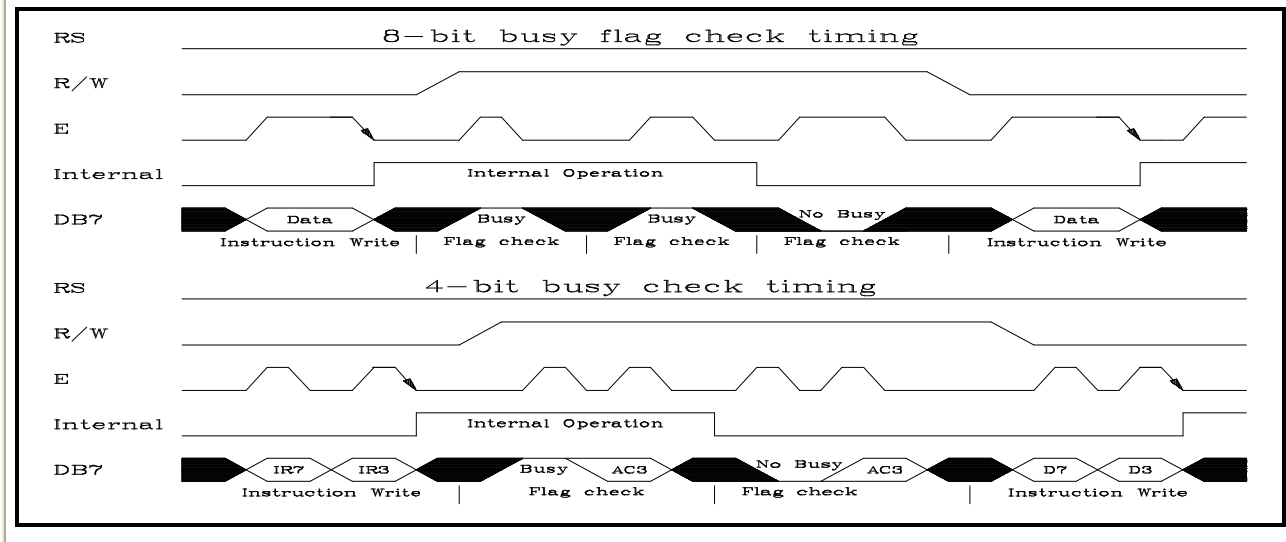 RS 8-bit busy flag check timing
R/W
E
Internal Internal Operation
DB7 Data Busy Busy No Busy Data
Instruction Write Flag check Flag check Flag check Instruction Write
RS 4-bit busy check timing
R/W
E
Internal Internal Operation
DB7 IR7 IR3 Busy AC3 No Busy AC3 D7 D3
Instruction Write Flag check Flag check Instruction Write